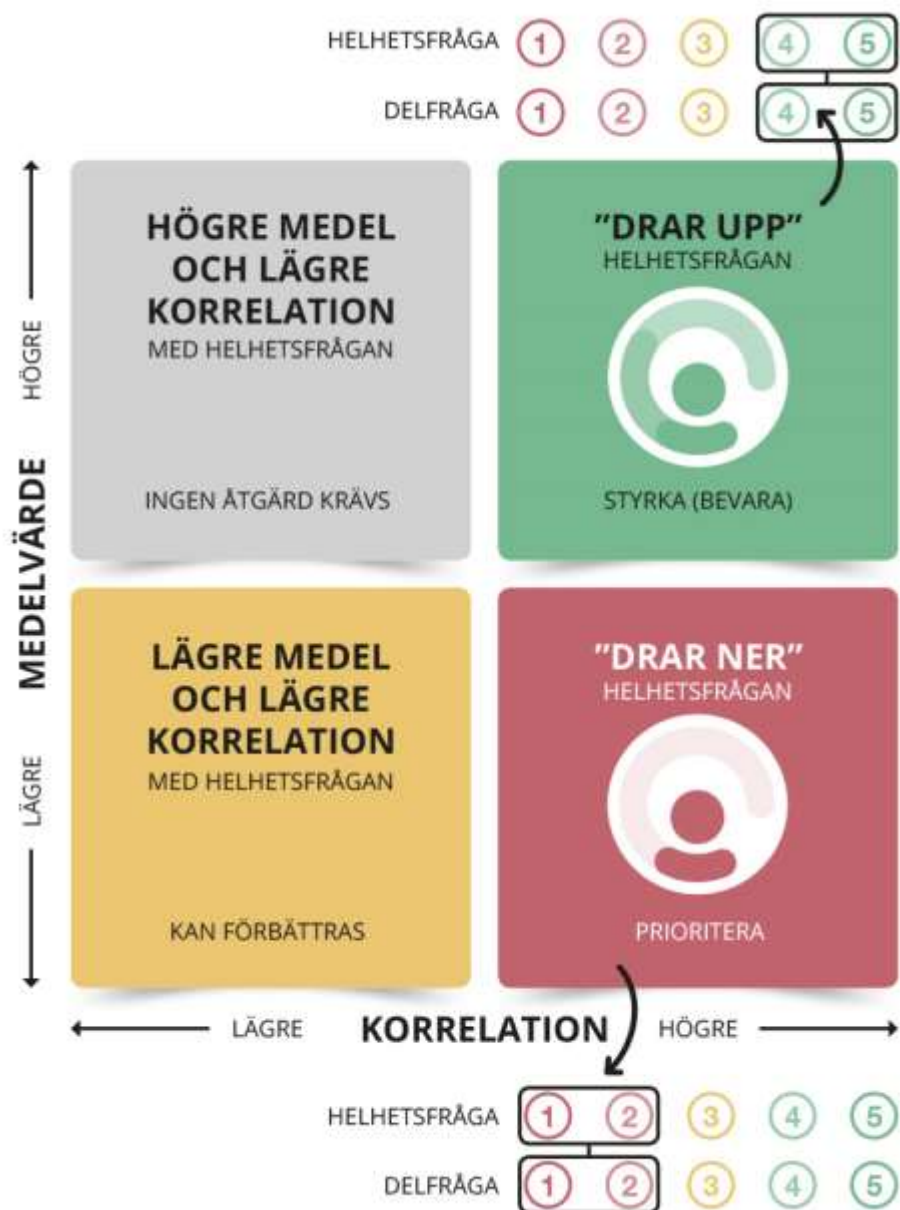 HELHETSFRÅGA 1 2 3 4 5
DELFRÅGA 1 2 3 4 5
HÖGRE MEDEL
OCH LÄGRE
KORRELATION
MED HELHETSFRÅGAN
INGEN ÅTGÄRD KRÄVS
”DRAR UPP”
HELHETSFRÅGAN
STYRKA (BEVARA)
HÖGRE
MEDELVÄRDE
LÄGRE
LÄGRE MEDEL
OCH LÄGRE
KORRELATION
MED HELHETSFRÅGAN
KAN FÖRBÄTTRAS
”DRAR NER”
HELHETSFRÅGAN
PRIORITERA
LÄGRE KORRELATION HÖGRE
HELHETSFRÅGA 1 2 3 4 5
DELFRÅGA 1 2 3 4 5